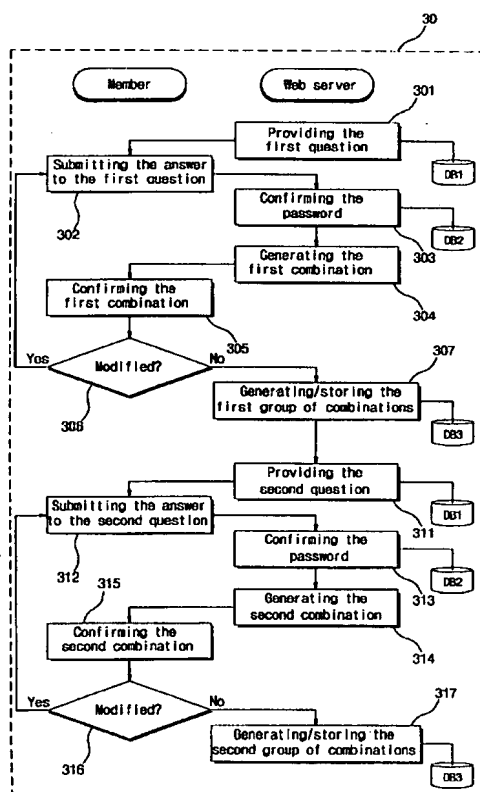 30
Member
Web server
301
Providing the
first question
DB1
Submitting the answer
to the first question
302
Confirming the
password
303
DB2
Generating the
first combination
304
Confirming the
first combination
305
Yes
Modified?
No
306
307
Generating/storing the
first group of combinations
DB3
Providing the
second question
311
DB1
Submitting the answer
to the second question
312
Confirming the
password
313
DB2
315
Generating the
second combination
314
Confirming the
second combination
Yes
Modified?
No
316
317
Generating/storing the
second group of combinations
DB3